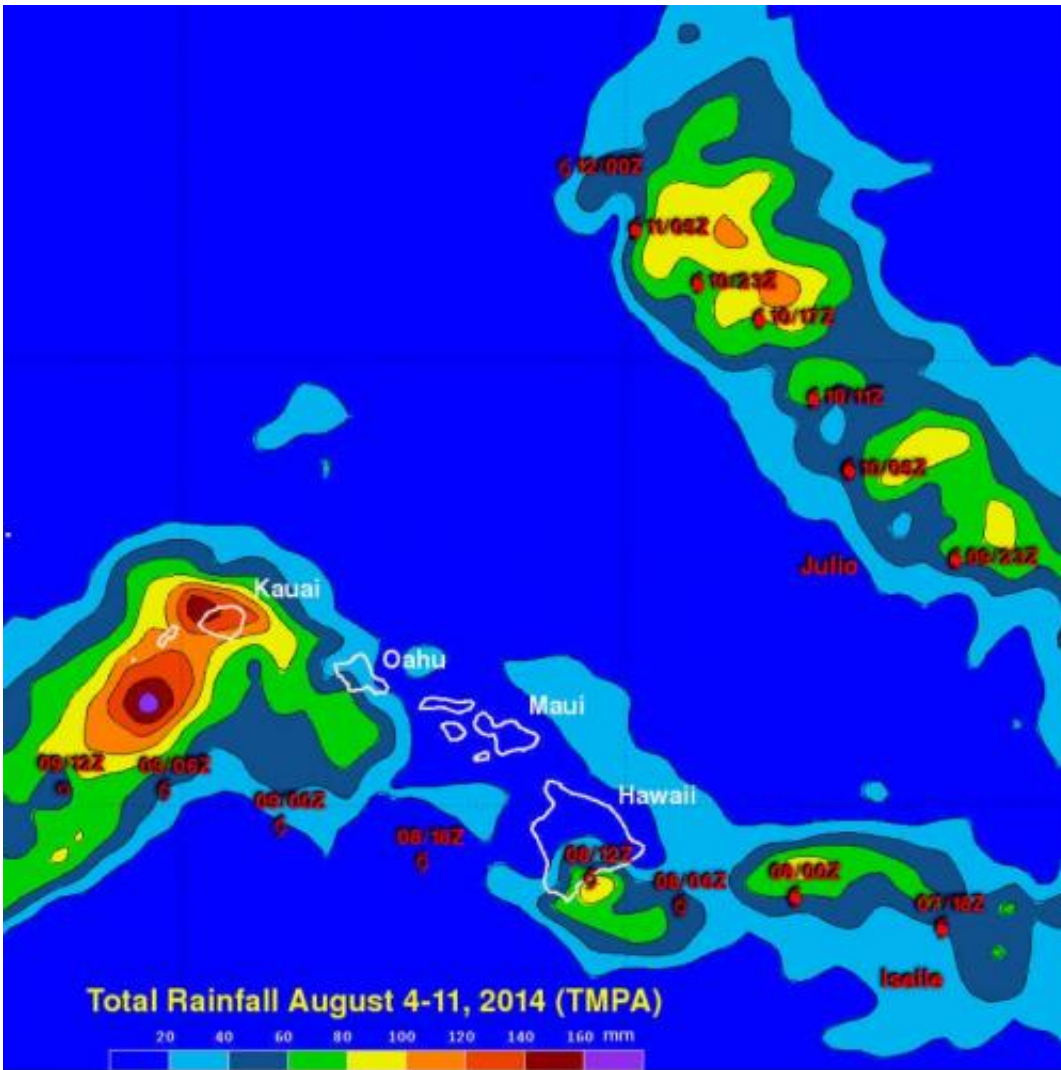 12/00Z
11/05Z
10/23Z
10/17Z
10/11Z
10/05Z
09/23Z
Julio
Kauai
Oahu
Maui
Hawaii
09/12Z
09/06Z
09/00Z
08/18Z
08/12Z
08/06Z
08/00Z
07/18Z
Iselle
Total Rainfall August 4-11, 2014 (TMPA)
20 40 60 80 100 120 140 160 mm